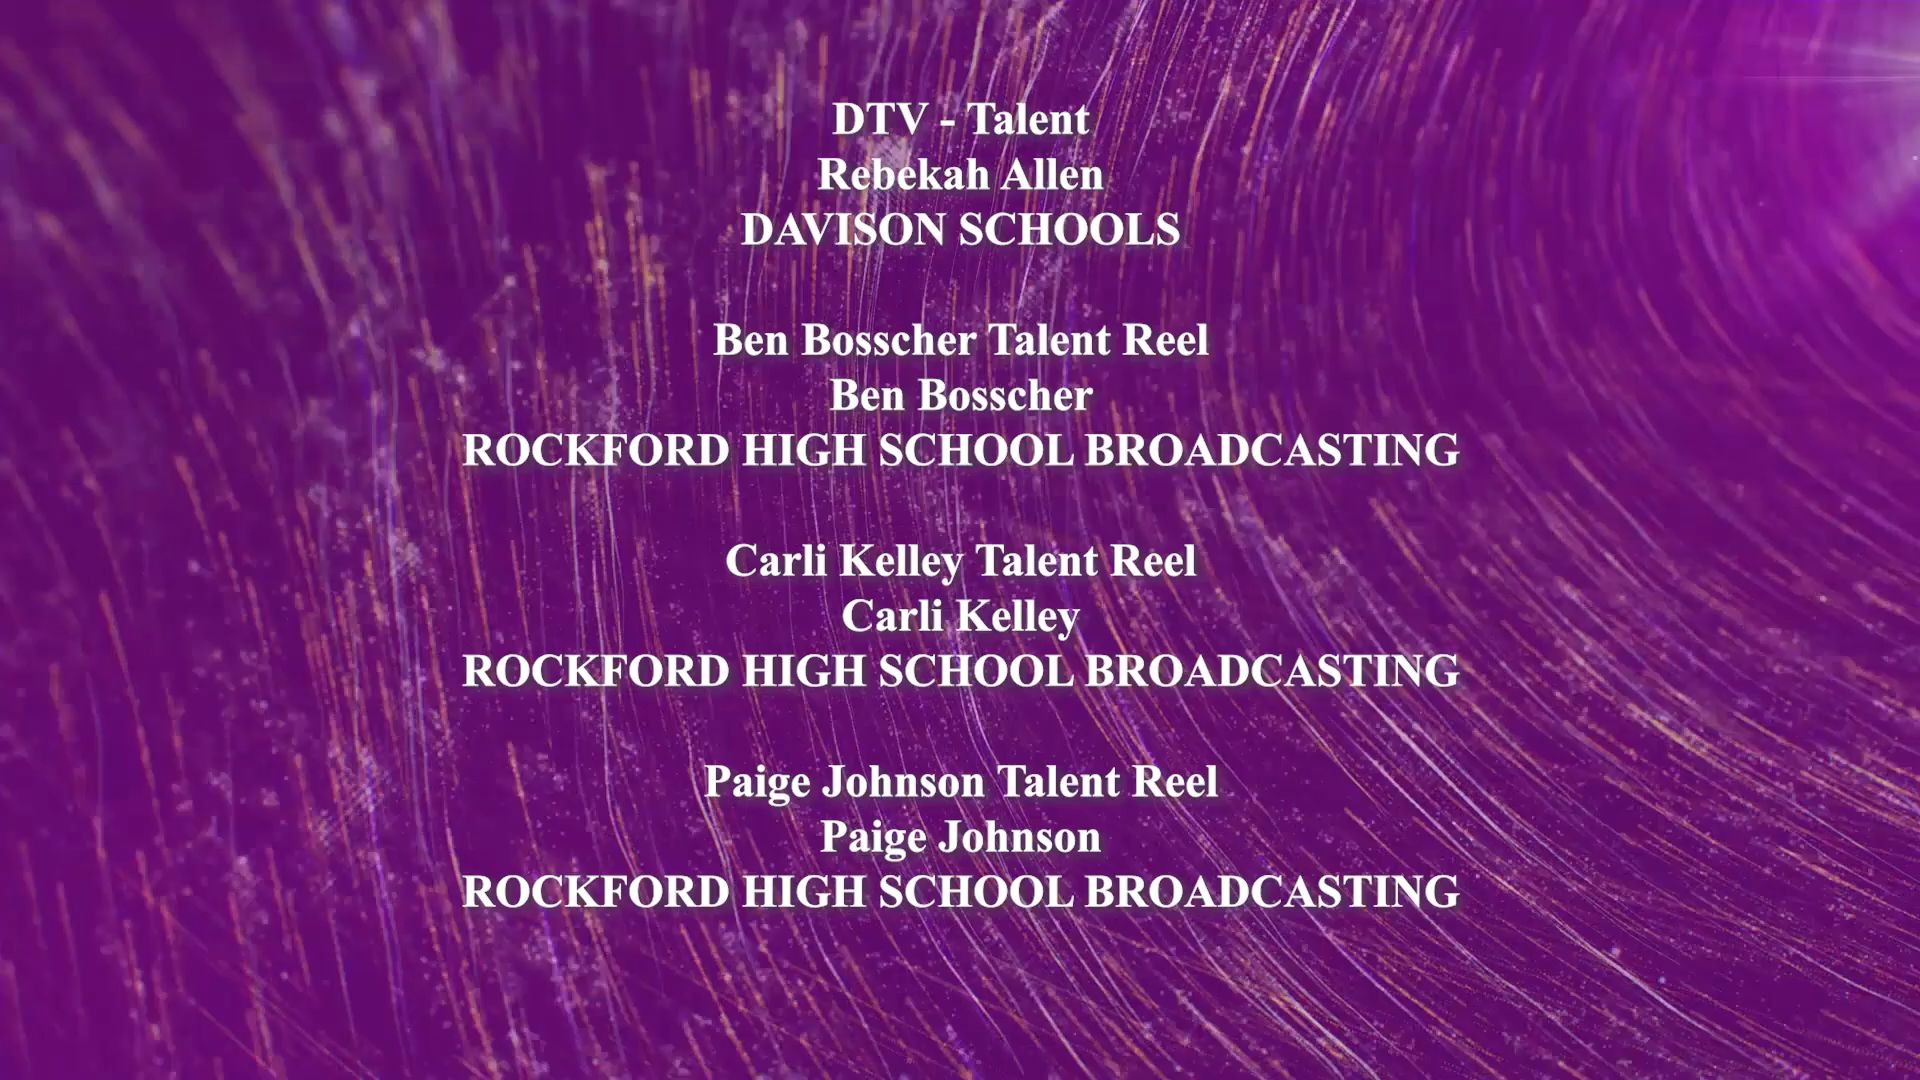 DTV - Talent
Rebekah Allen
DAVISON SCHOOLS
Ben Bosscher Talent Reel
Ben Bosscher
ROCKFORD HIGH SCHOOL BROADCASTING
Carli Kelley Talent Reel
Carli Kelley
ROCKFORD HIGH SCHOOL BROADCASTING
Paige Johnson Talent Reel
Paige Johnson
ROCKFORD HIGH SCHOOL BROADCASTING